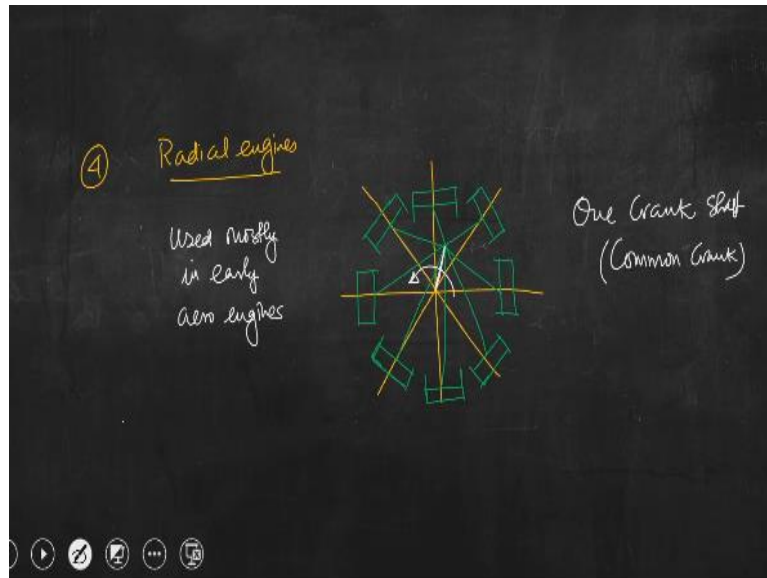 4 Radial engines
Used mostly
in early
aero engines
One Crank Shaft
(Common Crank)